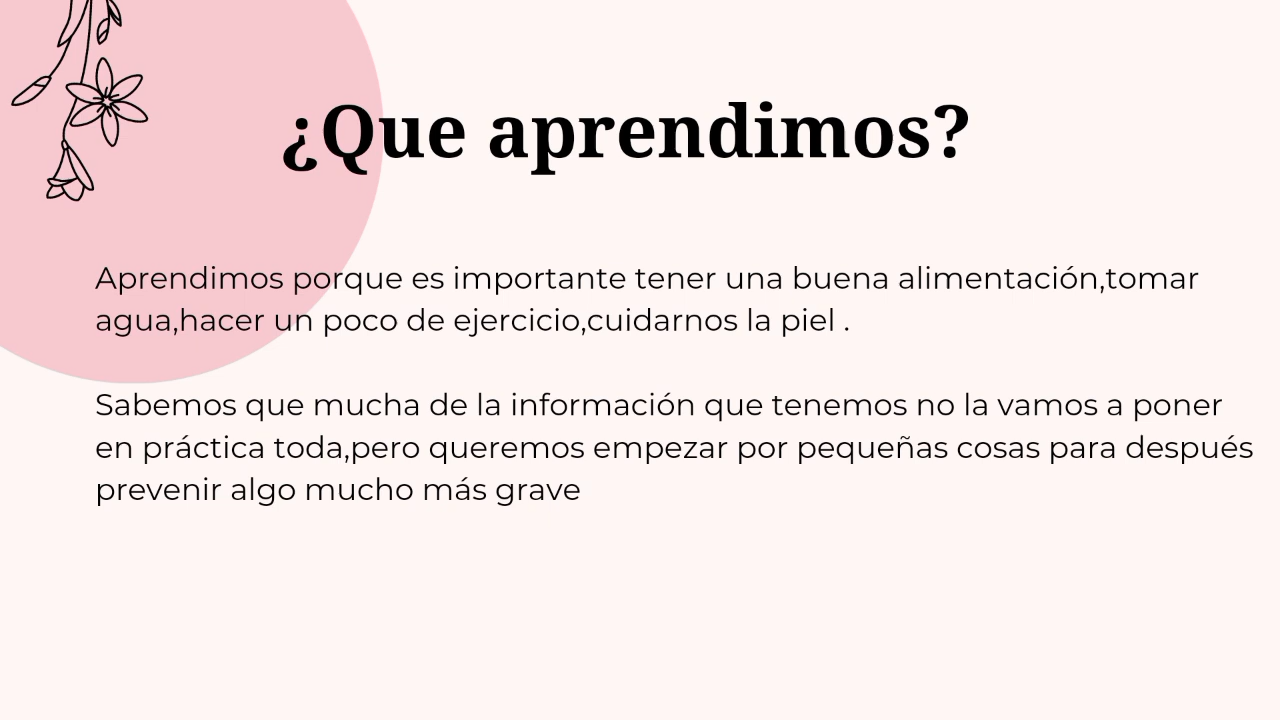 ¿Que aprendimos?
Aprendimos porque es importante tener una buena alimentación,tomar
agua,hacer un poco de ejercicio,cuidarnos la piel .
Sabemos que mucha de la información que tenemos no la vamos a poner
en práctica toda,pero queremos empezar por pequeñas cosas para después
prevenir algo mucho más grave